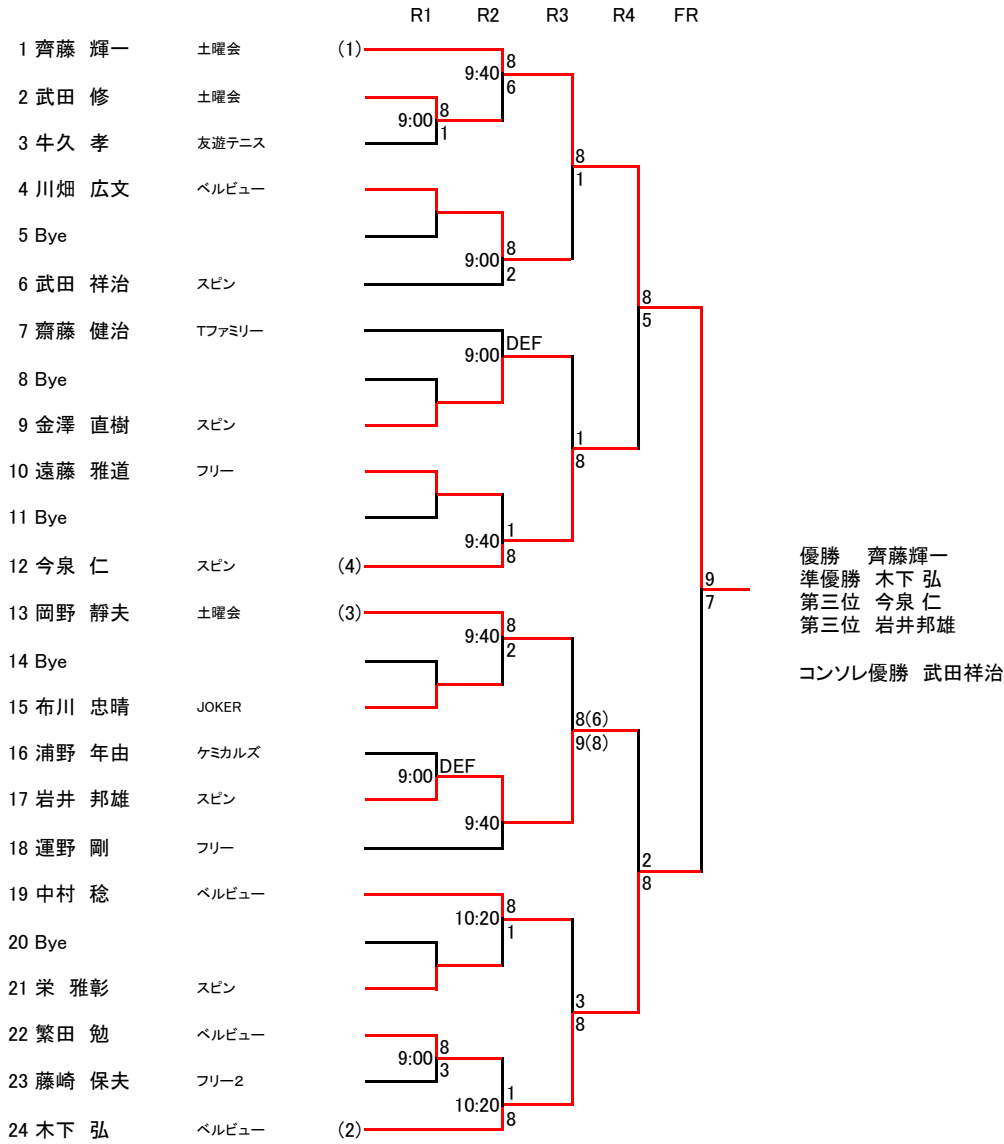 R1 R2 R3 R4 FR
1 齊藤 輝一 土曜会 (1)
8
9:40
6
2 武田 修 土曜会
8
9:00
1
3 牛久 孝 友遊テニス
8
1
4 川畑 広文 ベルビュー
5 Bye
8
9:00
2
6 武田 祥治 スピン
8
5
7 齋藤 健治 Tファミリー
DEF
9:00
8 Bye
9 金澤 直樹 スピン
1
8
10 遠藤 雅道 フリー
11 Bye
1
9:40
8
12 今泉 仁 スピン (4)
優勝 齊藤輝一
準優勝 木下 弘
第三位 今泉 仁
第三位 岩井邦雄
コンソレ優勝 武田祥治
9
7
13 岡野 靜夫 土曜会 (3)
8
9:40
2
14 Bye
15 布川 忠晴 JOKER
8(6)
9(8)
16 浦野 年由 ケミカルズ
DEF
9:00
17 岩井 邦雄 スピン
9:40
18 運野 剛 フリー
2
8
19 中村 稔 ベルビュー
8
10:20
1
20 Bye
21 栄 雅彰 スピン
3
8
22 繁田 勉 ベルビュー
8
9:00
3
23 藤崎 保夫 フリー2
1
10:20
8
24 木下 弘 ベルビュー (2)